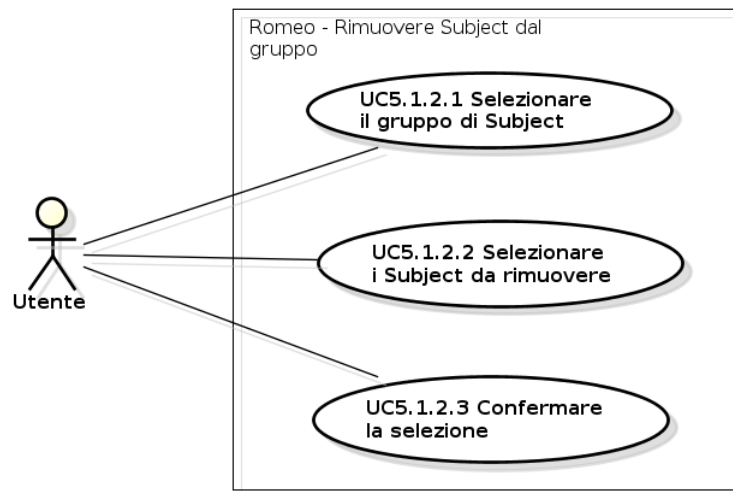 Romeo - Rimuovere Subject dal
gruppo
UC5.1.2.1 Selezionare
il gruppo di Subject
UC5.1.2.2 Selezionare
i Subject da rimuovere
Utente
UC5.1.2.3 Confermare
la selezione